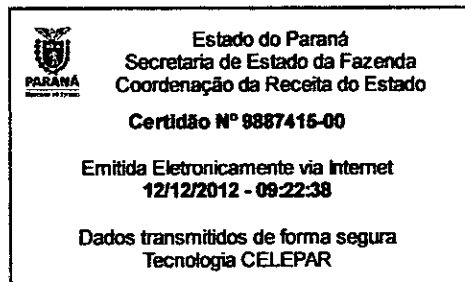 Estado do Paraná
Secretaria de Estado da Fazenda
PARANÁ
Coordenação da Receita do Estado
Certidão Nº 9887415-00
Emitida Eletronicamente via Internet
12/12/2012 - 09:22:38
Dados transmitidos de forma segura
Tecnologia CELEPAR